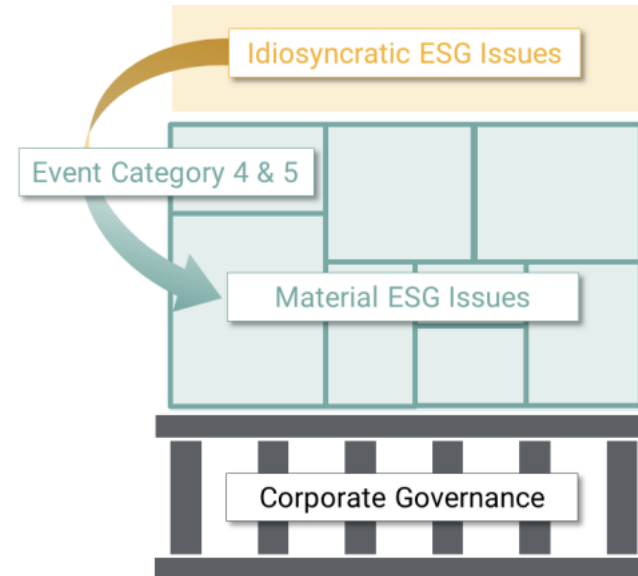 Idiosyncratic ESG Issues
Event Category 4 & 5
Material ESG Issues
Corporate Governance